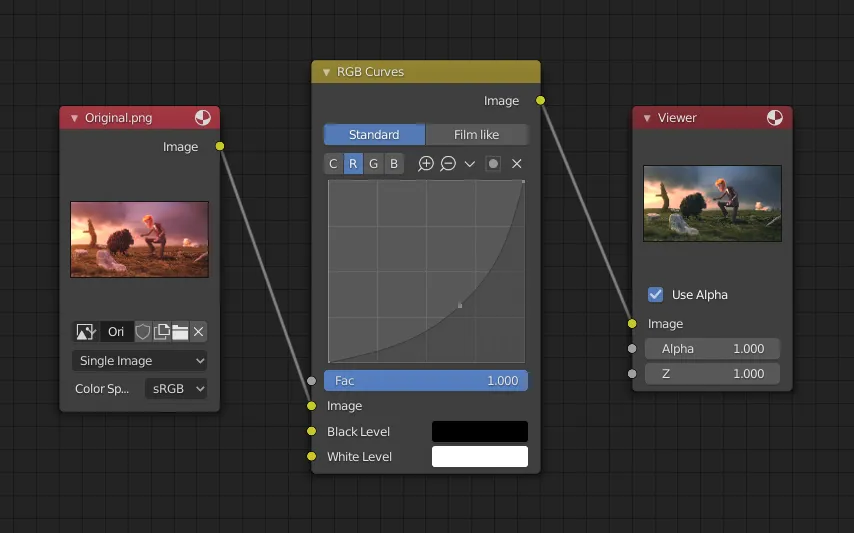 Original.png
Image
Ori
Single Image
Color Sp...
sRGB
RGB Curves
Image
Standard
Film like
C R G B
Fac 1.000
Image
Black Level
White Level
Viewer
Use Alpha
Image
Alpha 1.000
Z 1.000